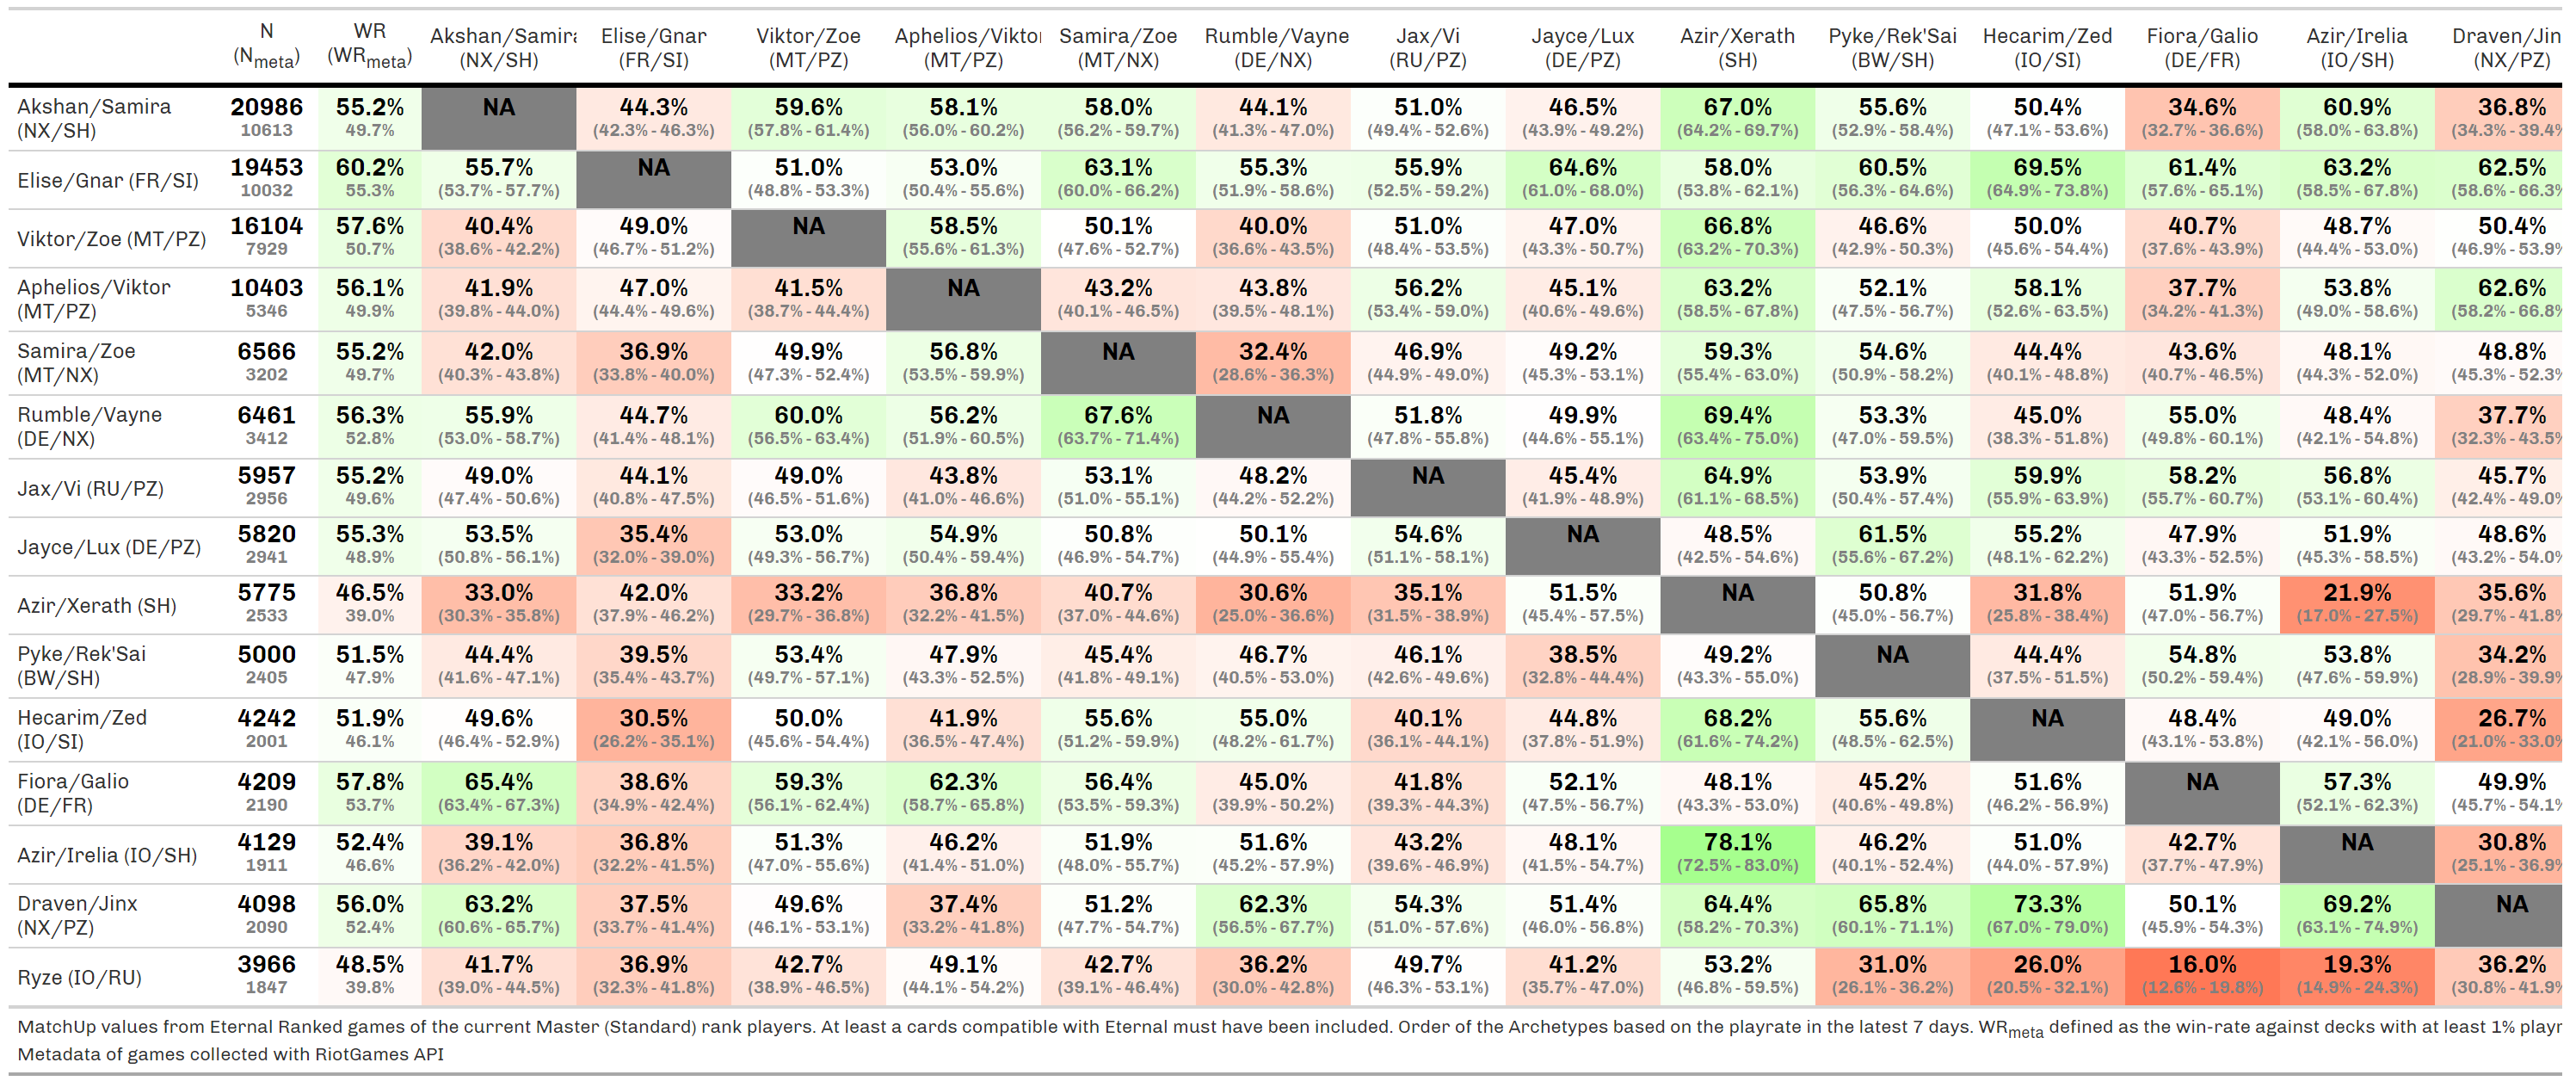 N WR Akshan/Samira Elise/Gnar Viktor/Zoe Aphelios/Viktor Samira/Zoe Rumble/Vayne Jax/Vi Jayce/Lux Azir/Xerath Pyke/Rek'Sai Hecarim/Zed Fiora/Galio Azir/Irelia Draven/Jin
(Nmeta) (WRmeta) (NX/SH) (FR/SI) (MT/PZ) (MT/PZ) (MT/NX) (DE/NX) (RU/PZ) (DE/PZ) (SH) (BW/SH) (IO/SI) (DE/FR) (IO/SH) (NX/PZ)
Akshan/Samira 20986 55.2% NA 44.3% 59.6% 58.1% 58.0% 44.1% 51.0% 46.5% 67.0% 55.6% 50.4% 34.6% 60.9% 36.8%
(NX/SH) 10613 49.7% (42.3% - 46.3%) (57.8% - 61.4%) (56.0% - 60.2%) (56.2% - 59.7%) (41.3% - 47.0%) (49.4% - 52.6%) (43.9% - 49.2%) (64.2% - 69.7%) (52.9% - 58.4%) (47.1% - 53.6%) (32.7% - 36.6%) (58.0% - 63.8%) (34.3% - 39.4%
19453 60.2% 55.7% NA 51.0% 53.0% 63.1% 55.3% 55.9% 64.6% 58.0% 60.5% 69.5% 61.4% 63.2% 62.5%
Elise/Gnar (FR/SI) 10032 55.3% (53.7% - 57.7%) (48.8% - 53.3%) (50.4% - 55.6%) (60.0% - 66.2%) (51.9% - 58.6%) (52.5% - 59.2%) (61.0% - 68.0%) (53.8% - 62.1%) (56.3% - 64.6%) (64.9% - 73.8%) (57.6% - 65.1%) (58.5% - 67.8%) (58.6% - 66.3%
16104 57.6% 40.4% 49.0% NA 58.5% 50.1% 40.0% 51.0% 47.0% 66.8% 46.6% 50.0% 40.7% 48.7% 50.4%
Viktor/Zoe (MT/PZ) 7929 50.7% (38.6% - 42.2%) (46.7% - 51.2%) (55.6% - 61.3%) (47.6% - 52.7%) (36.6% - 43.5%) (48.4% - 53.5%) (43.3% - 50.7%) (63.2% - 70.3%) (42.9% - 50.3%) (45.6% - 54.4%) (37.6% - 43.9%) (44.4% - 53.0%) (46.9% - 53.9%
Aphelios/Viktor 10403 56.1% 41.9% 47.0% 41.5% NA 43.2% 43.8% 56.2% 45.1% 63.2% 52.1% 58.1% 37.7% 53.8% 62.6%
(MT/PZ) 5346 49.9% (39.8% - 44.0%) (44.4% - 49.6%) (38.7% - 44.4%) (40.1% - 46.5%) (39.5% - 48.1%) (53.4% - 59.0%) (40.6% - 49.6%) (58.5% - 67.8%) (47.5% - 56.7%) (52.6% - 63.5%) (34.2% - 41.3%) (49.0% - 58.6%) (58.2% - 66.8%
Samira/Zoe 6566 55.2% 42.0% 36.9% 49.9% 56.8% NA 32.4% 46.9% 49.2% 59.3% 54.6% 44.4% 43.6% 48.1% 48.8%
(MT/NX) 3202 49.7% (40.3% - 43.8%) (33.8% - 40.0%) (47.3% - 52.4%) (53.5% - 59.9%) (28.6% - 36.3%) (44.9% - 49.0%) (45.3% - 53.1%) (55.4% - 63.0%) (50.9% - 58.2%) (40.1% - 48.8%) (40.7% - 46.5%) (44.3% - 52.0%) (45.3% - 52.3%
Rumble/Vayne 6461 56.3% 55.9% 44.7% 60.0% 56.2% 67.6% NA 51.8% 49.9% 69.4% 53.3% 45.0% 55.0% 48.4% 37.7%
(DE/NX) 3412 52.8% (53.0% - 58.7%) (41.4% - 48.1%) (56.5% - 63.4%) (51.9% - 60.5%) (63.7% - 71.4%) (47.8% - 55.8%) (44.6% - 55.1%) (63.4% - 75.0%) (47.0% - 59.5%) (38.3% - 51.8%) (49.8% - 60.1%) (42.1% - 54.8%) (32.3% - 43.5%
5957 55.2% 49.0% 44.1% 49.0% 43.8% 53.1% 48.2% NA 45.4% 64.9% 53.9% 59.9% 58.2% 56.8% 45.7%
Jax/Vi (RU/PZ) 2956 49.6% (47.4% - 50.6%) (40.8% - 47.5%) (46.5% - 51.6%) (41.0% - 46.6%) (51.0% - 55.1%) (44.2% - 52.2%) (41.9% - 48.9%) (61.1% - 68.5%) (50.4% - 57.4%) (55.9% - 63.9%) (55.7% - 60.7%) (53.1% - 60.4%) (42.4% - 49.0%
5820 55.3% 53.5% 35.4% 53.0% 54.9% 50.8% 50.1% 54.6% NA 48.5% 61.5% 55.2% 47.9% 51.9% 48.6%
Jayce/Lux (DE/PZ) 2941 48.9% (50.8% - 56.1%) (32.0% - 39.0%) (49.3% - 56.7%) (50.4% - 59.4%) (46.9% - 54.7%) (44.9% - 55.4%) (51.1% - 58.1%) (42.5% - 54.6%) (55.6% - 67.2%) (48.1% - 62.2%) (43.3% - 52.5%) (45.3% - 58.5%) (43.2% - 54.0%
5775 46.5% 33.0% 42.0% 33.2% 36.8% 40.7% 30.6% 35.1% 51.5% NA 50.8% 31.8% 51.9% 21.9% 35.6%
Azir/Xerath (SH) 2533 39.0% (30.3% - 35.8%) (37.9% - 46.2%) (29.7% - 36.8%) (32.2% - 41.5%) (37.0% - 44.6%) (25.0% - 36.6%) (31.5% - 38.9%) (45.4% - 57.5%) (45.0% - 56.7%) (25.8% - 38.4%) (47.0% - 56.7%) (17.0% - 27.5%) (29.7% - 41.8%
Pyke/Rek'Sai 5000 51.5% 44.4% 39.5% 53.4% 47.9% 45.4% 46.7% 46.1% 38.5% 49.2% NA 44.4% 54.8% 53.8% 34.2%
(BW/SH) 2405 47.9% (41.6% - 47.1%) (35.4% - 43.7%) (49.7% - 57.1%) (43.3% - 52.5%) (41.8% - 49.1%) (40.5% - 53.0%) (42.6% - 49.6%) (32.8% - 44.4%) (43.3% - 55.0%) (37.5% - 51.5%) (50.2% - 59.4%) (47.6% - 59.9%) (28.9% - 39.9%
Hecarim/Zed 4242 51.9% 49.6% 30.5% 50.0% 41.9% 55.6% 55.0% 40.1% 44.8% 68.2% 55.6% NA 48.4% 49.0% 26.7%
(IO/SI) 2001 46.1% (46.4% - 52.9%) (26.2% - 35.1%) (45.6% - 54.4%) (36.5% - 47.4%) (51.2% - 59.9%) (48.2% - 61.7%) (36.1% - 44.1%) (37.8% - 51.9%) (61.6% - 74.2%) (48.5% - 62.5%) (43.1% - 53.8%) (42.1% - 56.0%) (21.0% - 33.0%
Fiora/Galio 4209 57.8% 65.4% 38.6% 59.3% 62.3% 56.4% 45.0% 41.8% 52.1% 48.1% 45.2% 51.6% NA 57.3% 49.9%
(DE/FR) 2190 53.7% (63.4% - 67.3%) (34.9% - 42.4%) (56.1% - 62.4%) (58.7% - 65.8%) (53.5% - 59.3%) (39.9% - 50.2%) (39.3% - 44.3%) (47.5% - 56.7%) (43.3% - 53.0%) (40.6% - 49.8%) (46.2% - 56.9%) (52.1% - 62.3%) (45.7% - 54.1%
4129 52.4% 39.1% 36.8% 51.3% 46.2% 51.9% 51.6% 43.2% 48.1% 78.1% 46.2% 51.0% 42.7% NA 30.8%
Azir/Irelia (IO/SH) 1911 46.6% (36.2% - 42.0%) (32.2% - 41.5%) (47.0% - 55.6%) (41.4% - 51.0%) (48.0% - 55.7%) (45.2% - 57.9%) (39.6% - 46.9%) (41.5% - 54.7%) (72.5% - 83.0%) (40.1% - 52.4%) (44.0% - 57.9%) (37.7% - 47.9%) (25.1% - 36.9%
Draven/Jinx 4098 56.0% 63.2% 37.5% 49.6% 37.4% 51.2% 62.3% 54.3% 51.4% 64.4% 65.8% 73.3% 50.1% 69.2% NA
(NX/PZ) 2090 52.4% (60.6% - 65.7%) (33.7% - 41.4%) (46.1% - 53.1%) (33.2% - 41.8%) (47.7% - 54.7%) (56.5% - 67.7%) (51.0% - 57.6%) (46.0% - 56.8%) (58.2% - 70.3%) (60.1% - 71.1%) (67.0% - 79.0%) (45.9% - 54.3%) (63.1% - 74.9%)
3966 48.5% 41.7% 36.9% 42.7% 49.1% 42.7% 36.2% 49.7% 41.2% 53.2% 31.0% 26.0% 16.0% 19.3% 36.2%
Ryze (IO/RU) 1847 39.8% (39.0% - 44.5%) (32.3% - 41.8%) (38.9% - 46.5%) (44.1% - 54.2%) (39.1% - 46.4%) (30.0% - 42.8%) (46.3% - 53.1%) (35.7% - 47.0%) (46.8% - 59.5%) (26.1% - 36.2%) (20.5% - 32.1%) (12.6% - 19.8%) (14.9% - 24.3%) (30.8% - 41.9%
MatchUp values from Eternal Ranked games of the current Master (Standard) rank players. At least a cards compatible with Eternal must have been included. Order of the Archetypes based on the playrate in the latest 7 days. WRmeta defined as the win-rate against decks with at least 1% playr
Metadata of games collected with RiotGames API